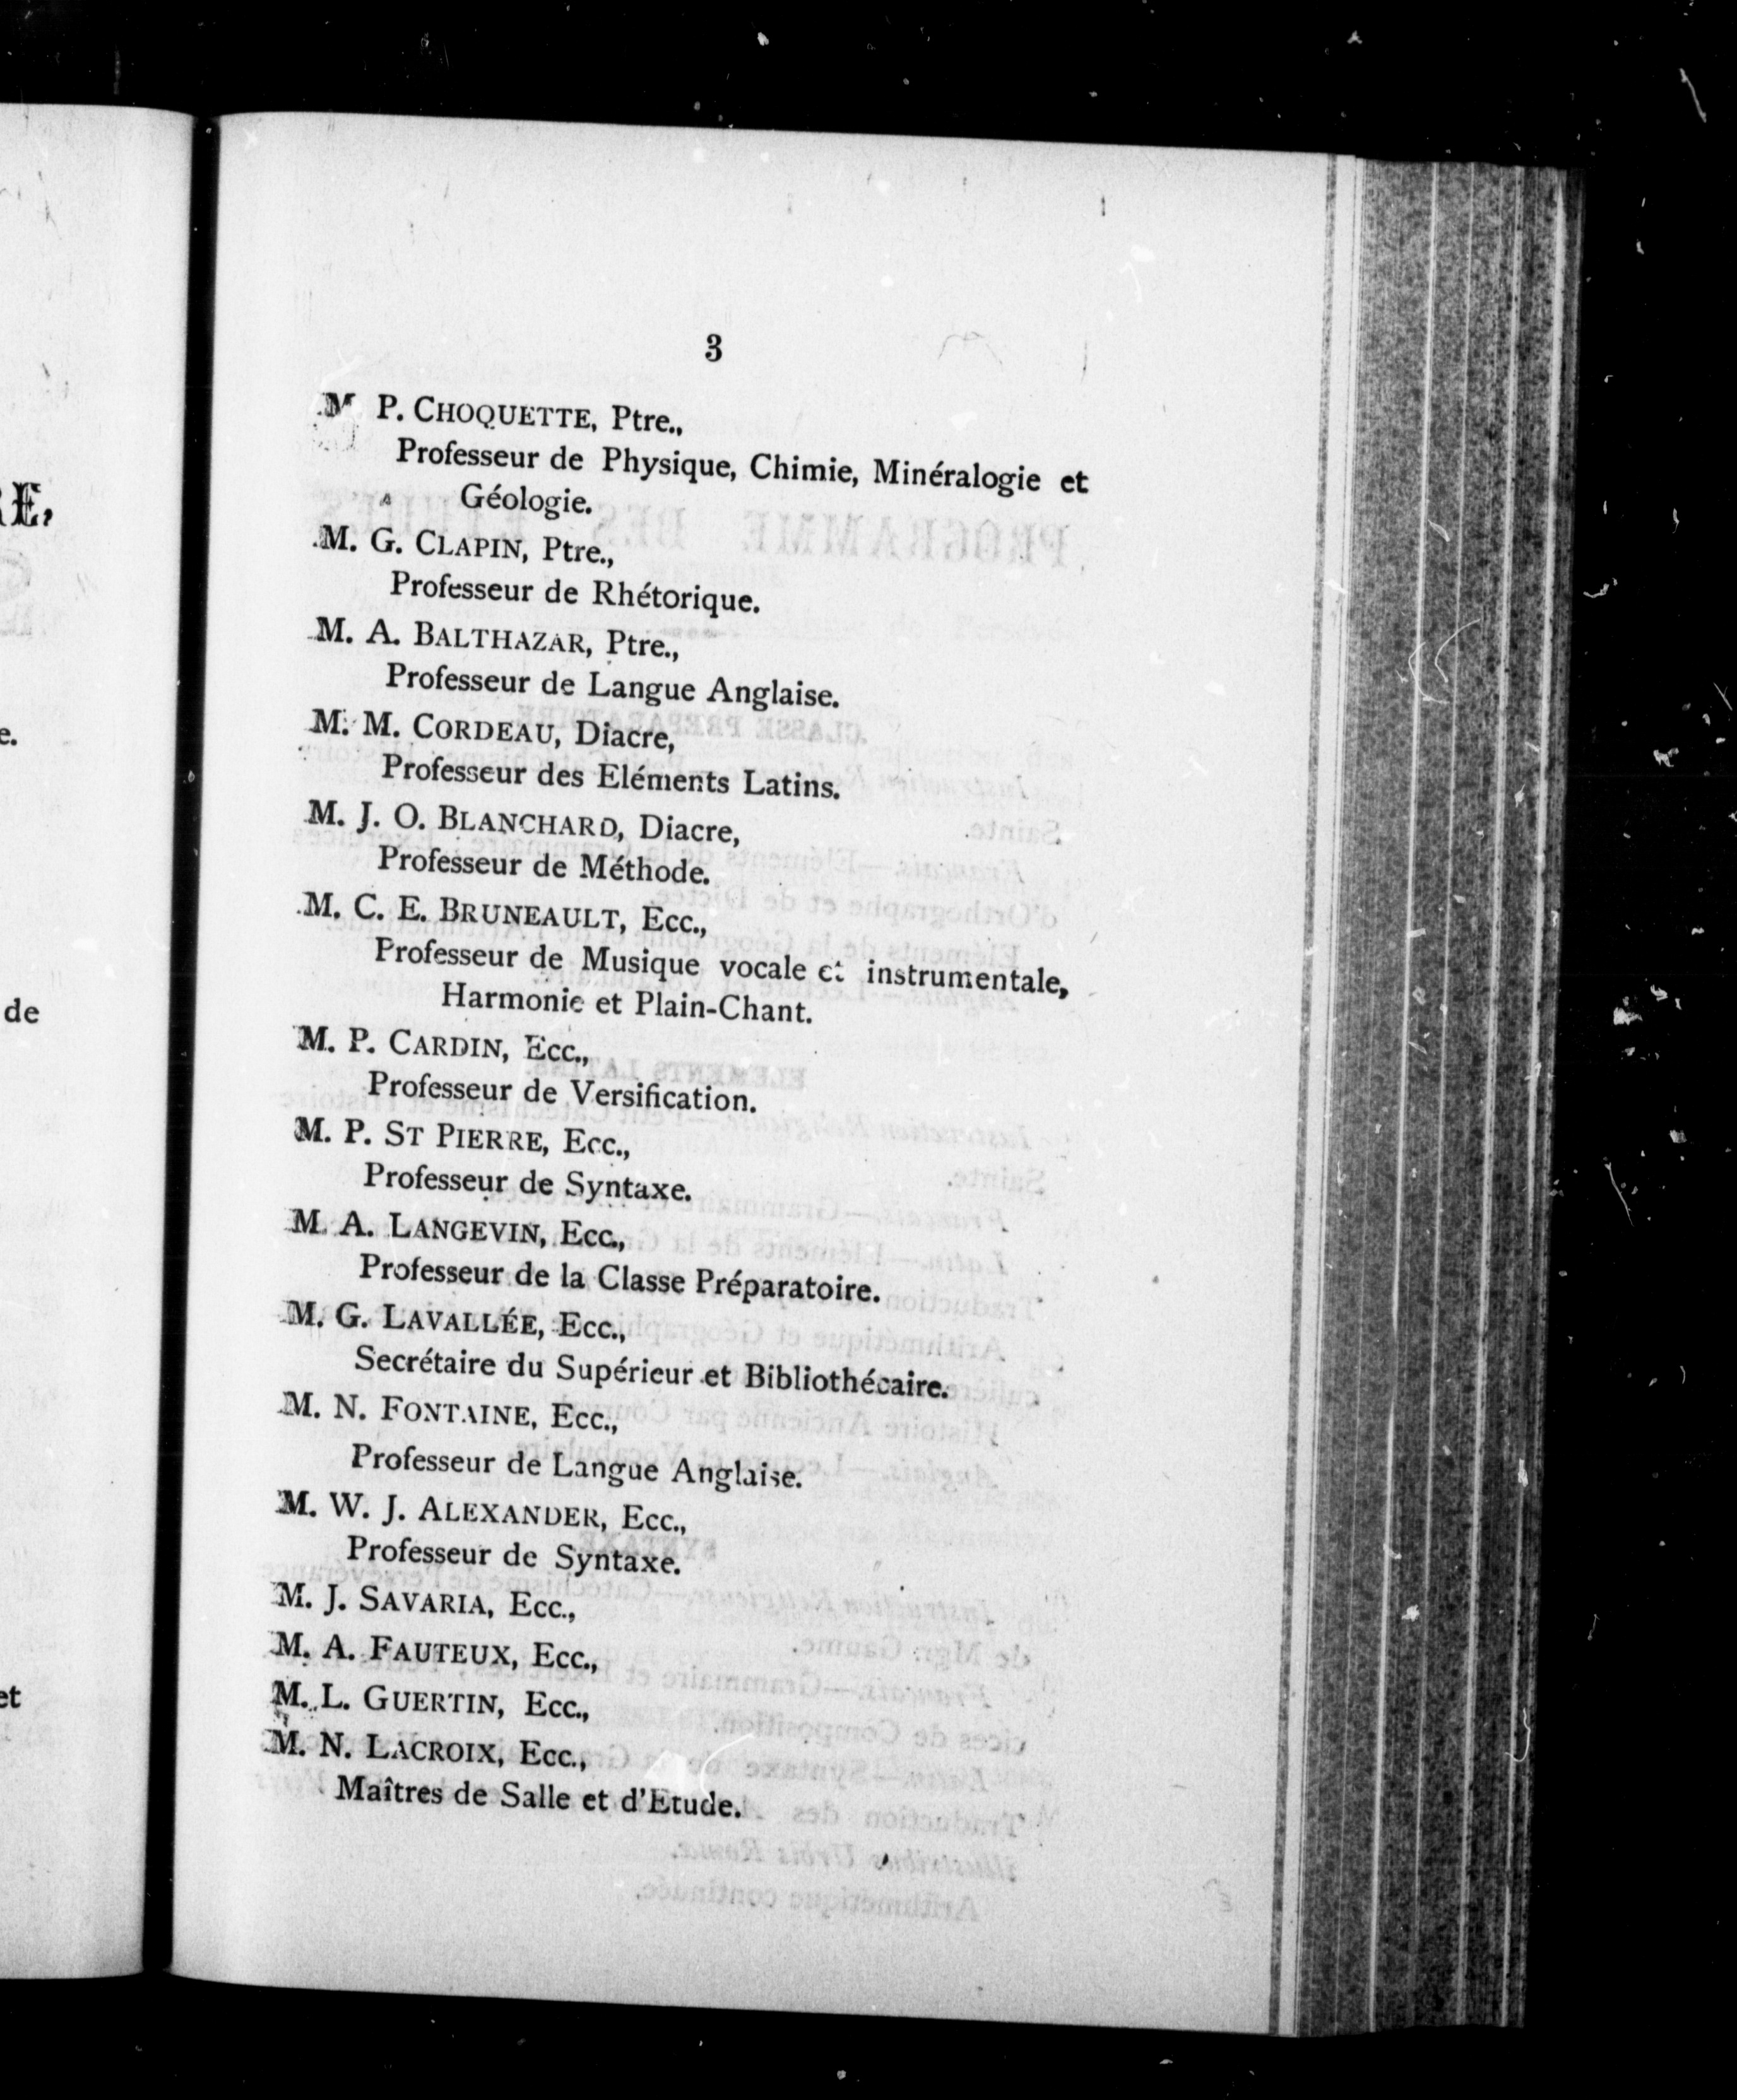 RE,
e.
de
et
3
M P. CHOQUETTE, Ptre.,
Professeur de Physique, Chimie, Minéralogie et
Géologie.
M. G. CLAPIN, Ptre.,
Professeur de Rhétorique.
M. A. BALTHAZAR, Ptre.,
Professeur de Langue Anglaise.
M. M. CORDEAU, Diacre,
Professeur des Eléments Latins.
M. J. O. BLANCHARD, Diacre,
Professeur de Méthode.
M. C. E. BRUNEAULT, Ecc.,
Professeur de Musique vocale et instrumentale,
Harmonie et Plain-Chant.
M. P. CARDIN, Ecc.,
Professeur de Versification.
M. P. ST PIERRE, Ecc.,
Professeur de Syntaxe.
M. A. LANGEVIN, Ecc.,
Professeur de la Classe Préparatoire.
M. G. LAVALLÉE, Ecc.,
Secrétaire du Supérieur et Bibliothécaire.
M. N. FONTAINE, Ecc.,
Professeur de Langue Anglaise.
M. W. J. ALEXANDER, Ecc.,
Professeur de Syntaxe.
M. J. SAVARIA, Ecc.,
M. A. FAUTEUX, Ecc.,
M. L. GUERTIN, Ecc.,
M. N. LACROIX, Ecc.,
Maîtres de Salle et d'Etude.